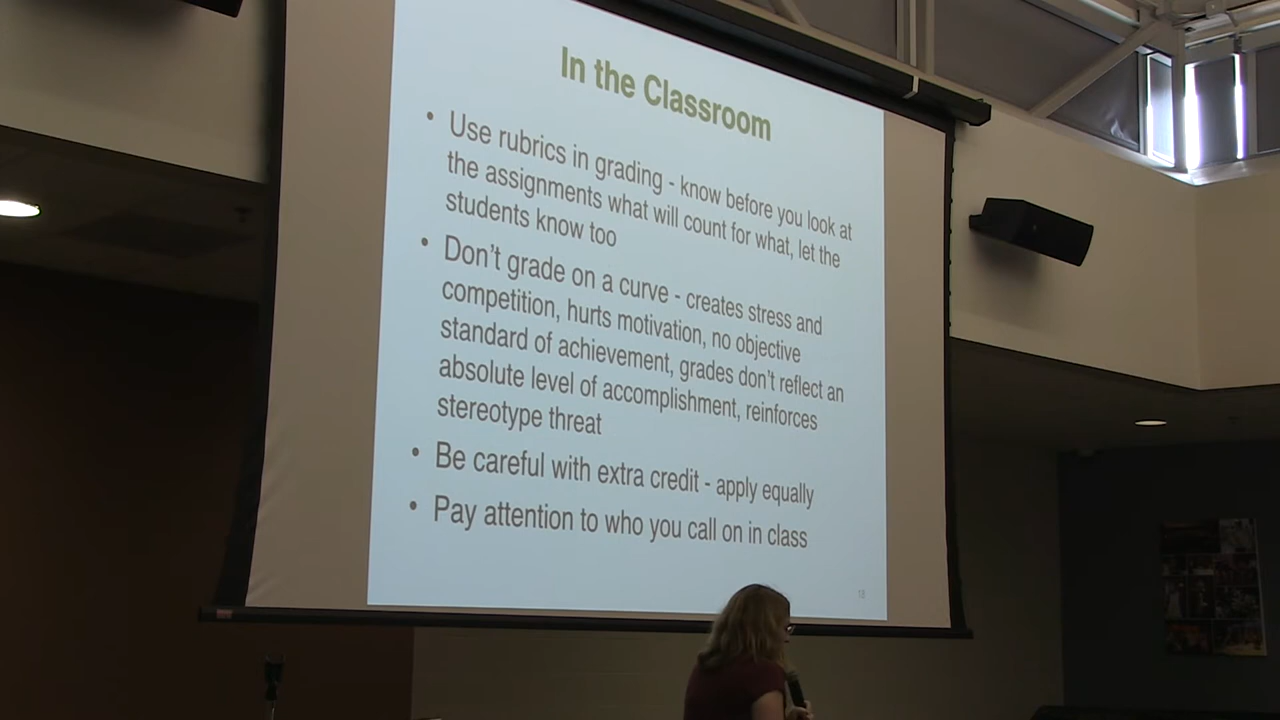 In the Classroom
• Use rubrics in grading - know before you look at
the assignments what will count for what, let the
students know too
• Don't grade on a curve - creates stress and
competition, hurts motivation, no objective
standard of achievement, grades don't reflect an
absolute level of accomplishment, reinforces
stereotype threat
• Be careful with extra credit - apply equally
• Pay attention to who you call on in class
18